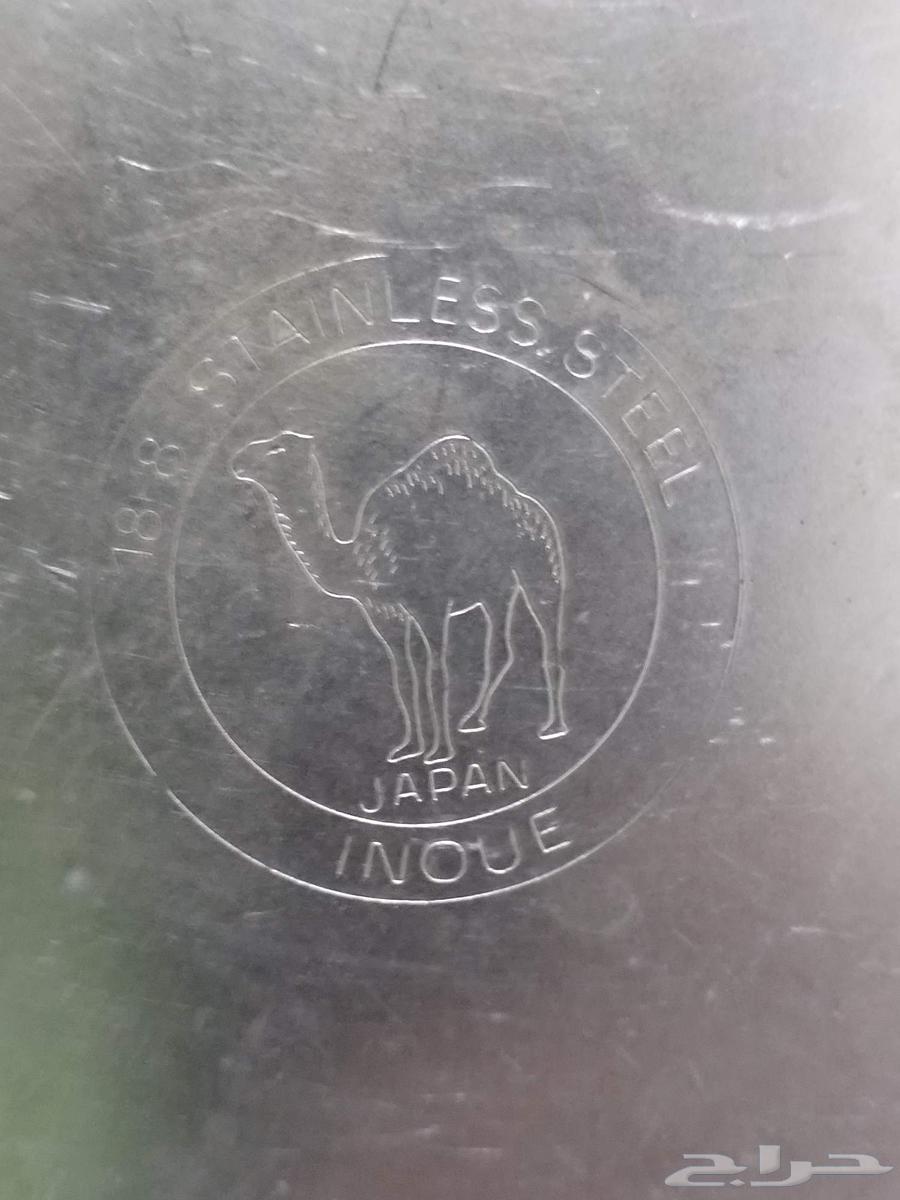 18-8 STAINLESS STEEL
JAPAN
INOUE
حراج